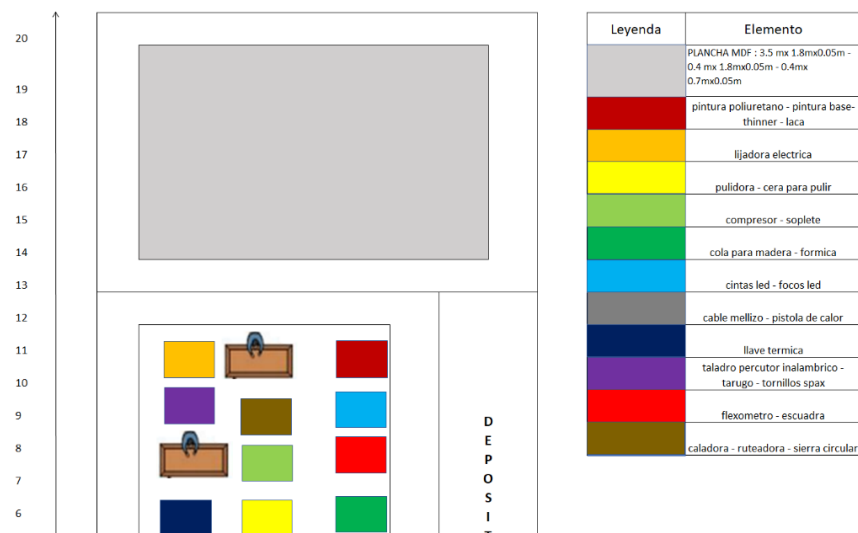 20
19
18
17
16
15
14
13
12
11
10
9
8
7
6
D
E
P
O
S
I
T
Leyenda
Elemento
PLANCHA MDF : 3.5 mx 1.8mx0.05m -
0.4 mx 1.8mx0.05m - 0.4mx
0.7mx0.05m
pintura poliuretano - pintura base-
thinner - laca
lijadora electrica
pulidora - cera para pulir
compresor - soplete
cola para madera - formica
cintas led - focos led
cable mellizo - pistola de calor
llave termica
taladro percutor inalambrico -
tarugo - tornillos spax
flexometro - escuadra
caladora - ruteadora - sierra circular